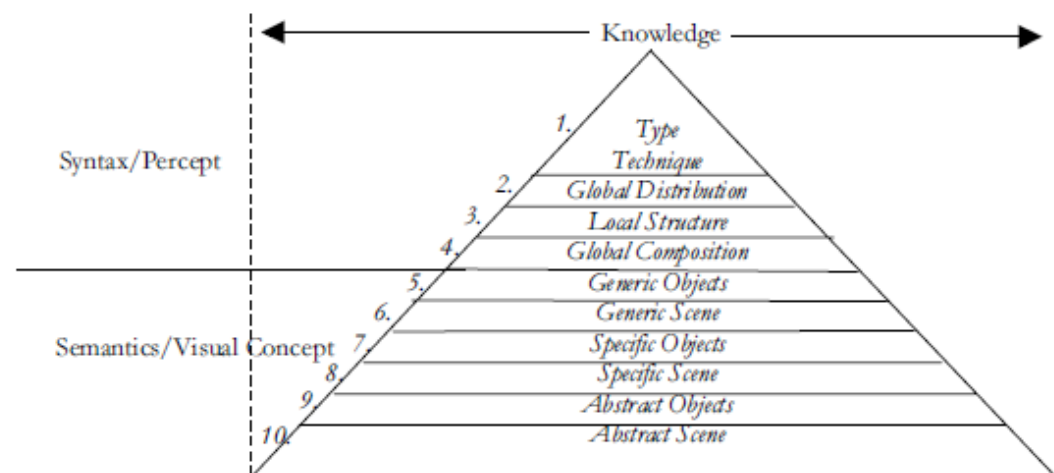 Knowledge
1.
Type
Technique
Syntax/Percept
2.
Global Distribution
3.
Local Structure
4.
Global Composition
5.
Generic Objects
6.
Generic Scene
Semantics/Visual Concept
7.
Specific Objects
8.
Specific Scene
9.
Abstract Objects
10.
Abstract Scene